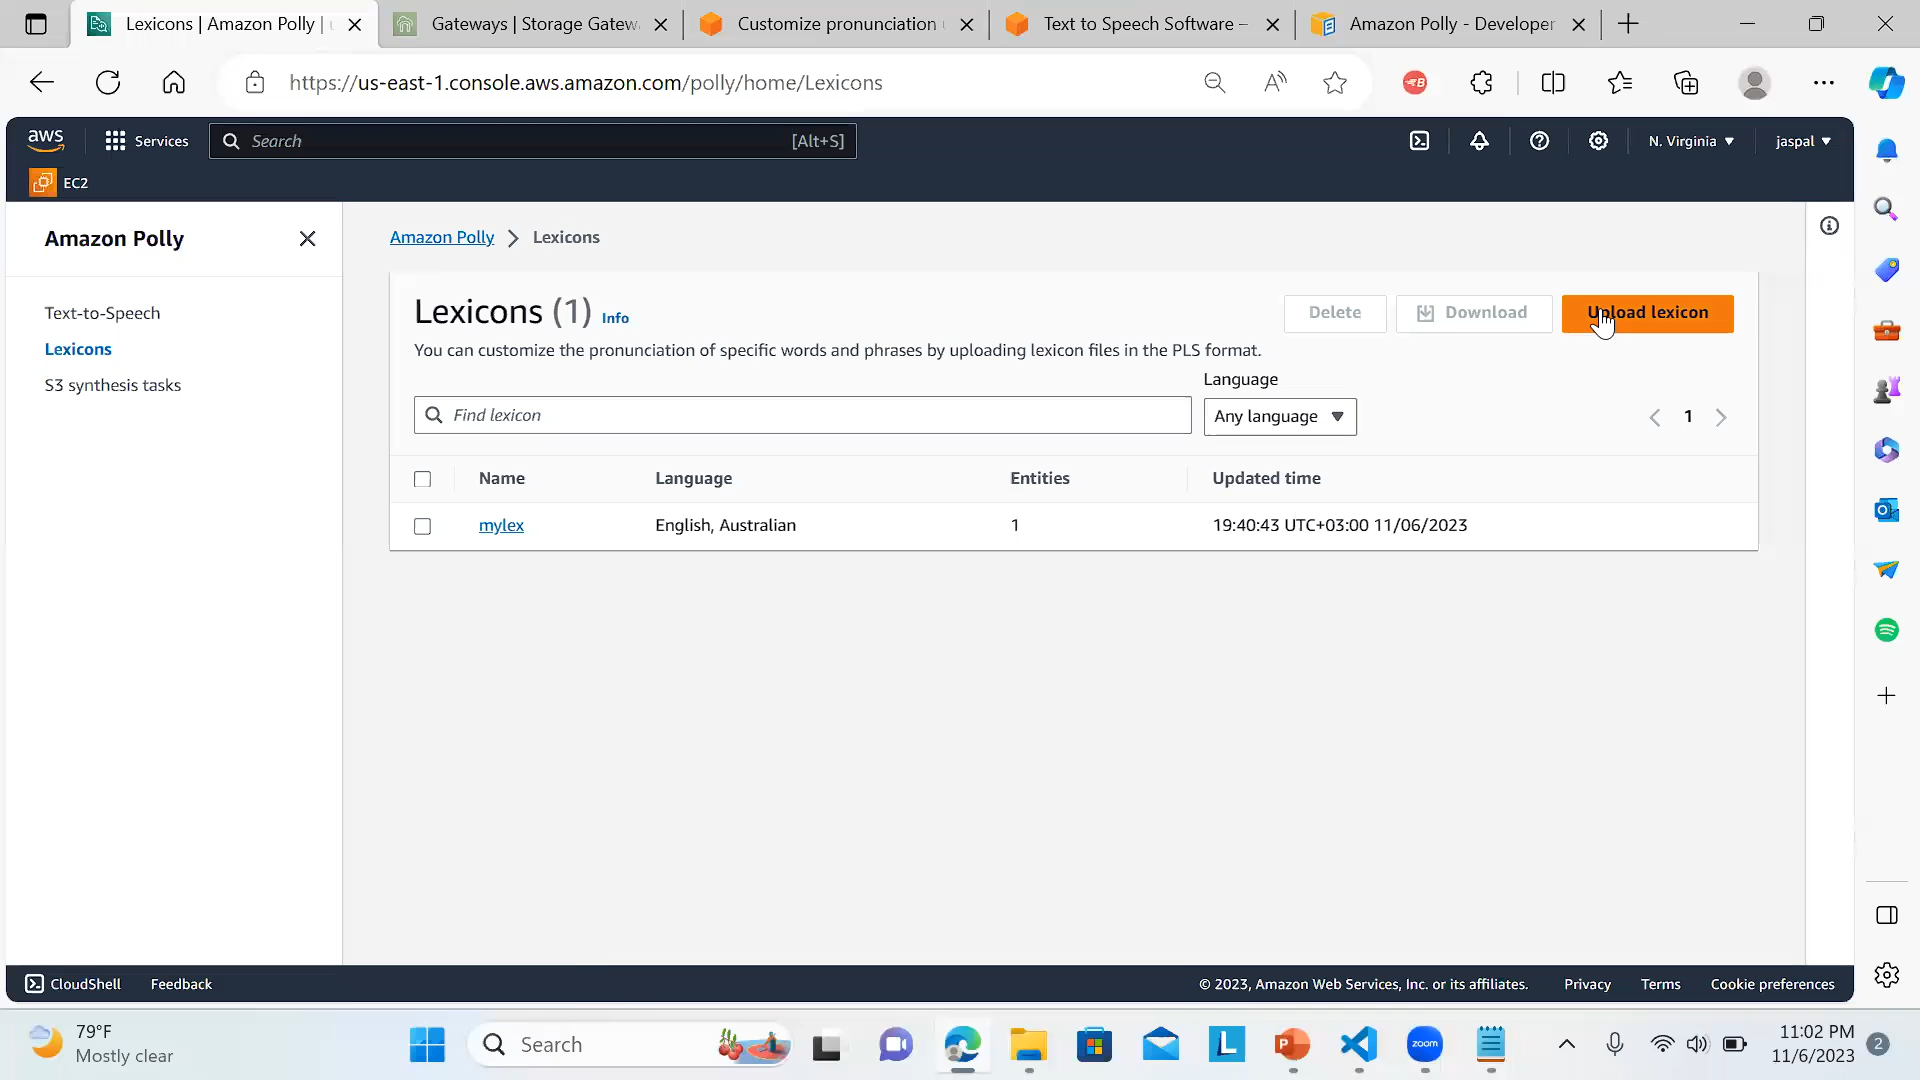 Lexicons | Amazon Polly |
Gateways | Storage Gatew
Customize pronunciation
Text to Speech Software –
Amazon Polly - Developer
https://us-east-1.console.aws.amazon.com/polly/home/Lexicons
aws
Services
Search
[Alt+S]
N. Virginia
jaspal
EC2
Amazon Polly
Text-to-Speech
Lexicons
S3 synthesis tasks
Amazon Polly
Lexicons
Lexicons (1) Info
Delete
Download
Upload lexicon
You can customize the pronunciation of specific words and phrases by uploading lexicon files in the PLS format.
Language
Find lexicon
Any language
1
Name Language Entities Updated time
mylex English, Australian 1 19:40:43 UTC+03:00 11/06/2023
CloudShell
Feedback
© 2023, Amazon Web Services, Inc. or its affiliates.
Privacy
Terms
Cookie preferences
79°F
Mostly clear
Search
L
P
zoom
11:02 PM
11/6/2023
2